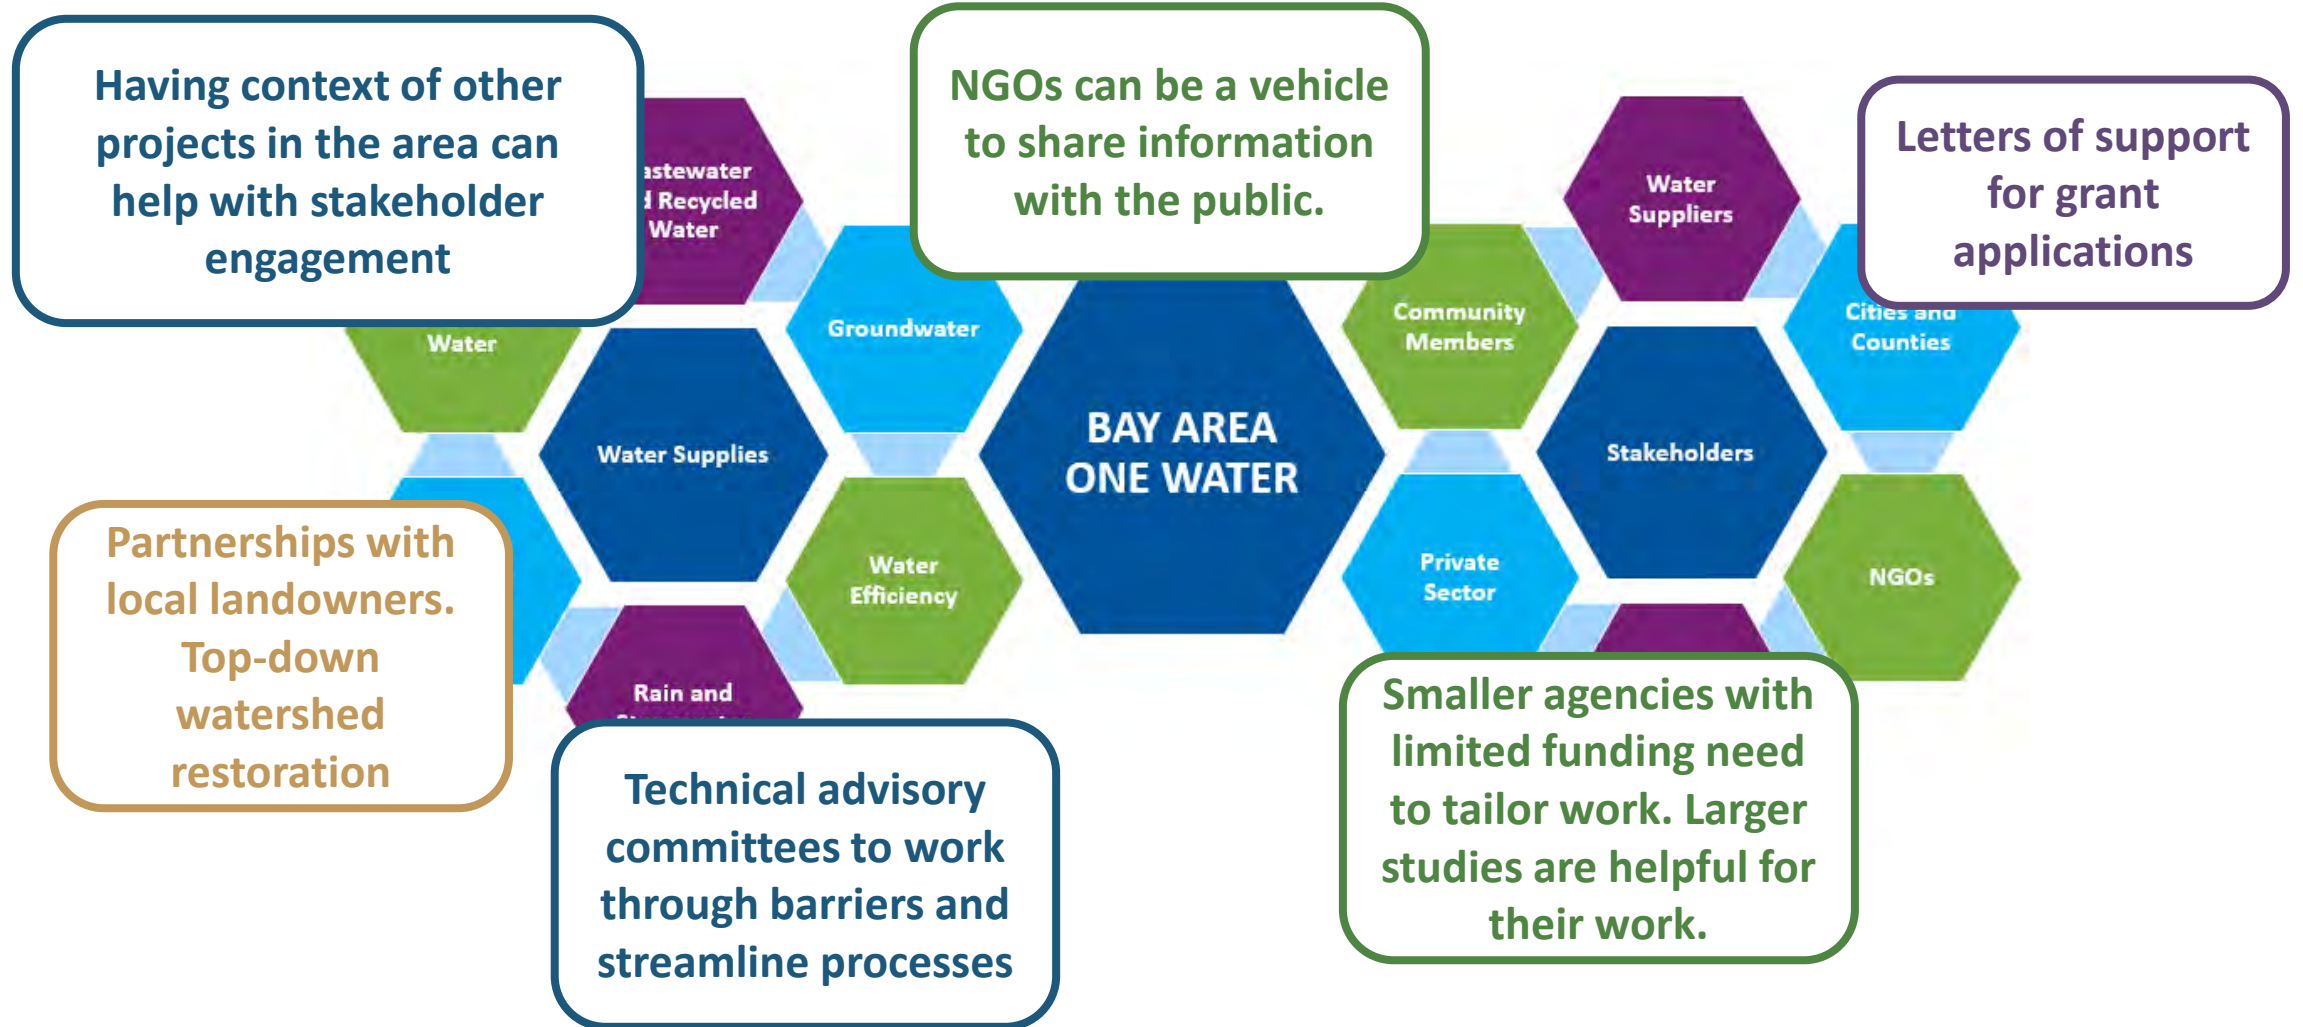 Having context of other
projects in the area can
help with stakeholder
engagement
NGOs can be a vehicle
to share information
with the public.
Letters of support
for grant
applications
Recycled
Water
Water
Suppliers
Groundwater
Water
Community
Members
Cities and
Counties
Water Supplies
BAY AREA
ONE WATER
Stakeholders
Partnerships with
local landowners.
Top-down
watershed
restoration
Water
Efficiency
Private
Sector
NGOs
Rain and
Technical advisory
committees to work
through barriers and
streamline processes
Smaller agencies with
limited funding need
to tailor work. Larger
studies are helpful for
their work.